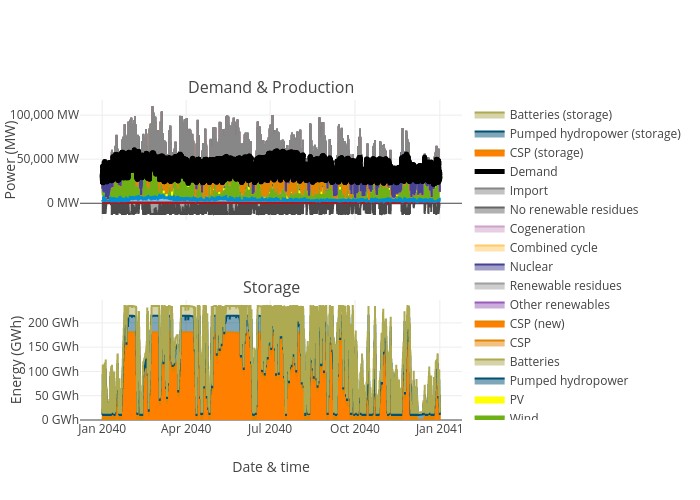 Demand & Production
Power (MW)
100,000 MW
50,000 MW
0 MW
Storage
Energy (GWh)
200 GWh
150 GWh
100 GWh
50 GWh
0 GWh
Jan 2040
Apr 2040
Jul 2040
Oct 2040
Jan 2041
Date & time
Batteries (storage)
Pumped hydropower (storage)
CSP (storage)
Demand
Import
No renewable residues
Cogeneration
Combined cycle
Nuclear
Renewable residues
Other renewables
CSP (new)
CSP
Batteries
Pumped hydropower
PV
Wind